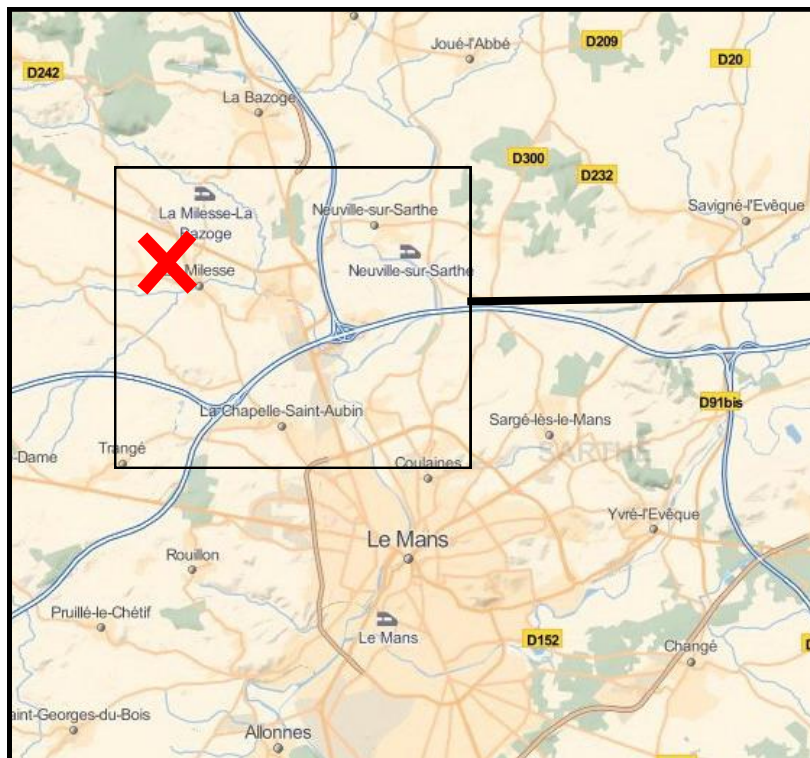 Joué-l'Abbé
D209
D20
D242
La Bazoge
D300
D232
La Milesse-La
Bazoge
Neuville-sur-Sarthe
Savigné-l'Evêque
Neuville-sur-Sarthe
Milesse
D91bis
La Chapelle-Saint-Aubin
Sargé-lès-le-Mans
Trangé
-Dame
SARTHE
Coulaines
Yvré-l'Evêque
Le Mans
Rouillon
Pruillé-le-Chétif
Le Mans
D152
Changé
aint-Georges-du-Bois
Allonnes